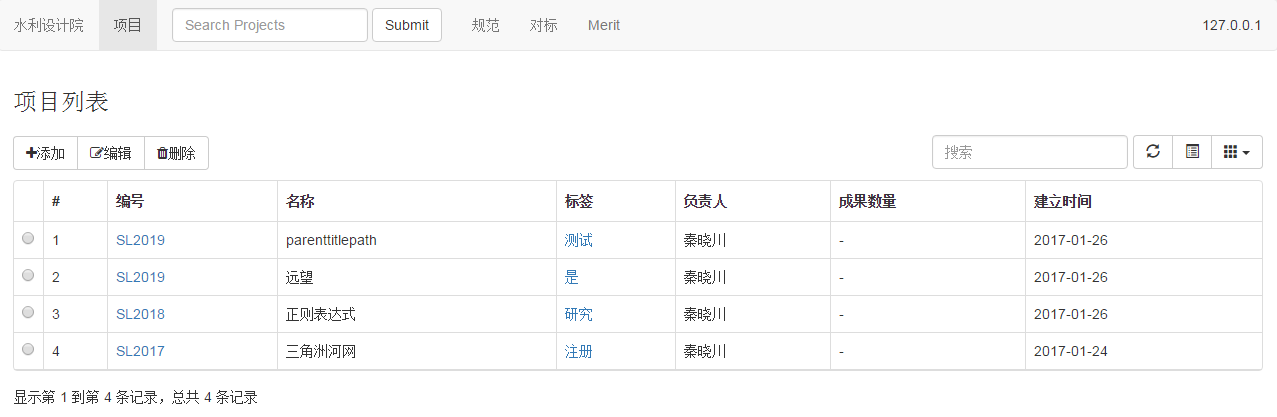 水利设计院 项目 Search Projects Submit 规范 对标 Merit 127.0.0.1
项目列表
添加 编辑 删除 搜索
# 编号 名称 标签 负责人 成果数量 建立时间
1 SL2019 parenttitlepath 测试 秦晓川 - 2017-01-26
2 SL2019 远望 是 秦晓川 - 2017-01-26
3 SL2018 正则表达式 研究 秦晓川 - 2017-01-26
4 SL2017 三角洲河网 注册 秦晓川 - 2017-01-24
显示第 1 到第 4 条记录，总共 4 条记录